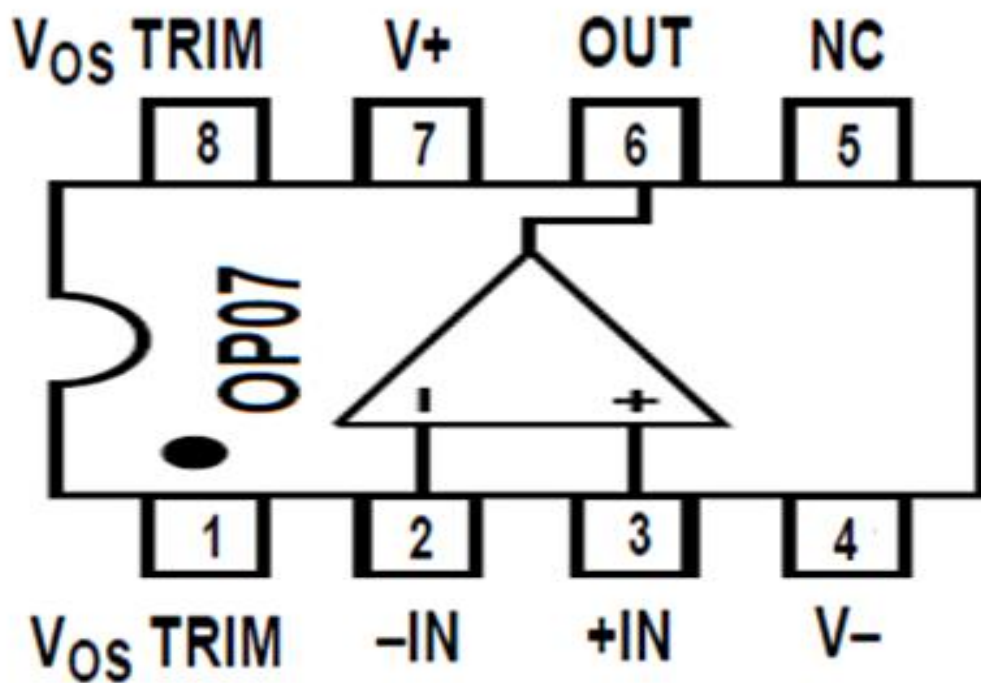 VOS TRIM V+ OUT NC
8 7 6 5
OP07
– +
1 2 3 4
VOS TRIM –IN +IN V–